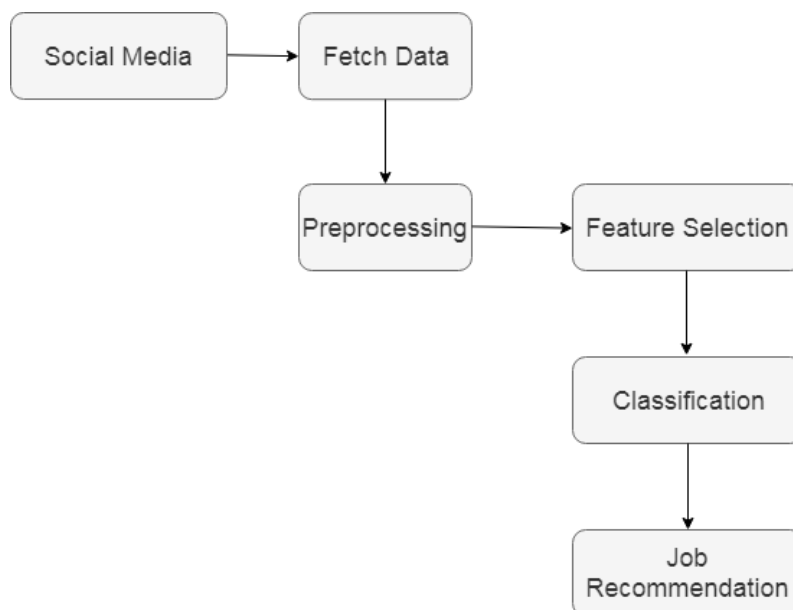 Social Media
Fetch Data
Preprocessing
Feature Selection
Classification
Job
Recommendation